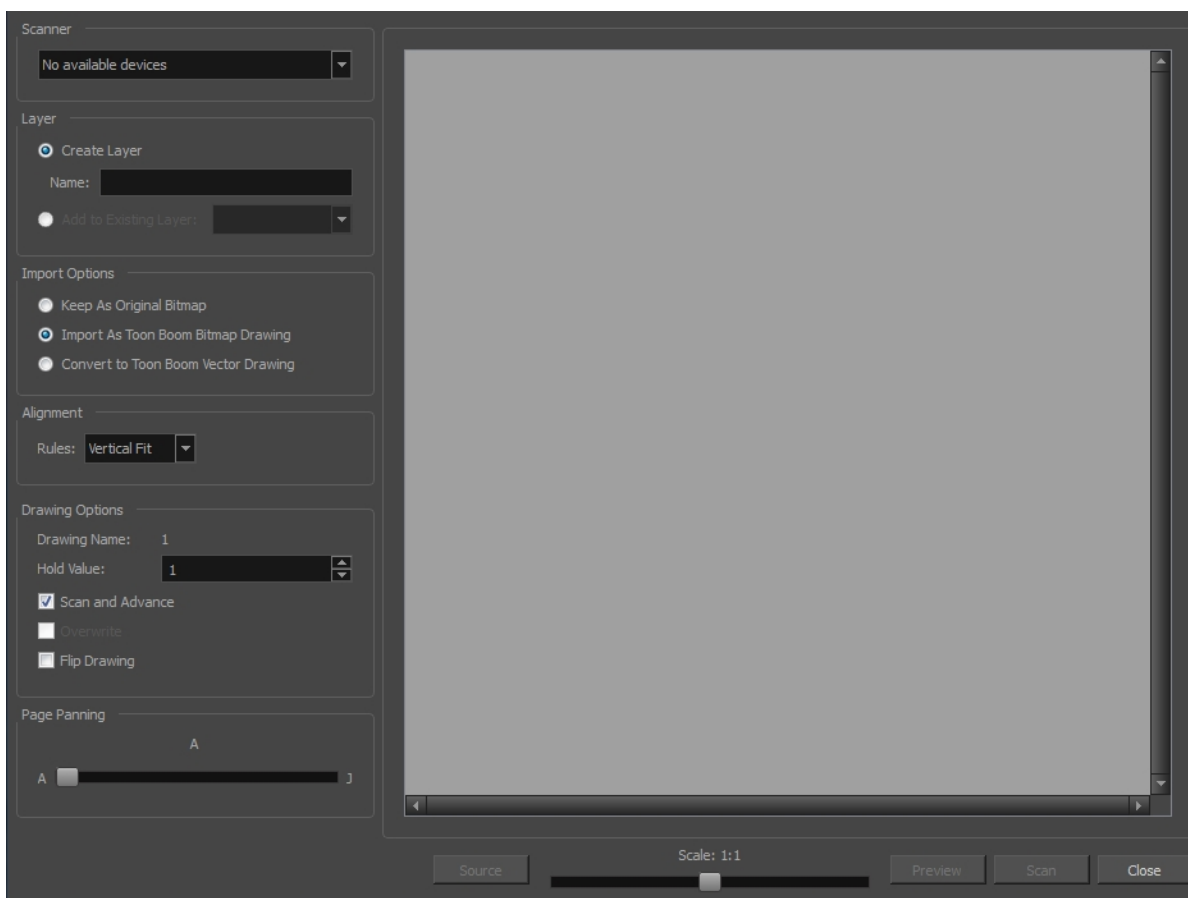 Scanner
No available devices
Layer
Create Layer
Name:
Add to Existing Layer:
Import Options
Keep As Original Bitmap
Import As Toon Boom Bitmap Drawing
Convert to Toon Boom Vector Drawing
Alignment
Rules: Vertical Fit
Drawing Options
Drawing Name: 1
Hold Value: 1
Scan and Advance
Overwrite
Flip Drawing
Page Panning
A
A J
Scale: 1:1
Source Preview Scan Close